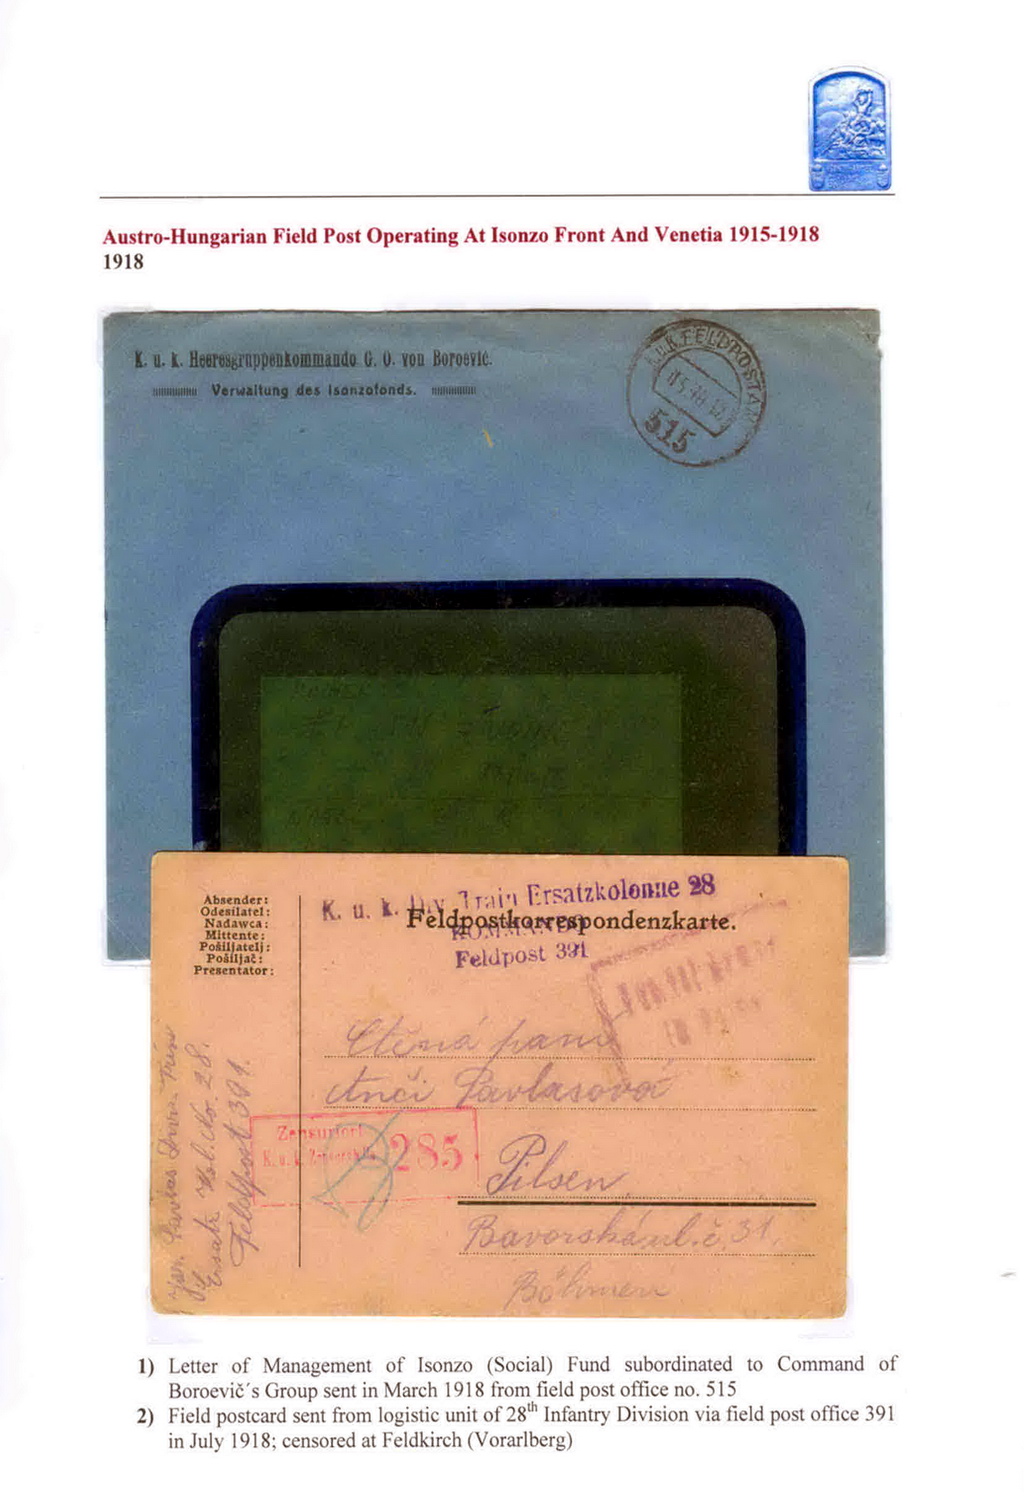 Austro-Hungarian Field Post Operating At Isonzo Front And Venetia 1915-1918
1918
K. u. k. Heeresgruppenkommando G. O. von Boroević.
Verwaltung des Isonzofonds.
K.u.K. FELDPOSTAMT
515
K. u. k. Div. Train Ersatzkolonne 28
KOMMANDO
Feldpost 391
Feldpostkorrespondenzkarte.
Absender:
Odesílatel:
Nadawca:
Mittente:
Pošiljatelj:
Pošiljač:
Presentator:
Ctěná paní
Anči Pavlasová
Pilsen
Bavorská ul. č. 31.
Böhmen
Pavlas
Ersatz Kol. No. 28.
Feldpost 391.
285
1) Letter of Management of Isonzo (Social) Fund subordinated to Command of
Boroevič´s Group sent in March 1918 from field post office no. 515
2) Field postcard sent from logistic unit of 28th Infantry Division via field post office 391
in July 1918; censored at Feldkirch (Vorarlberg)